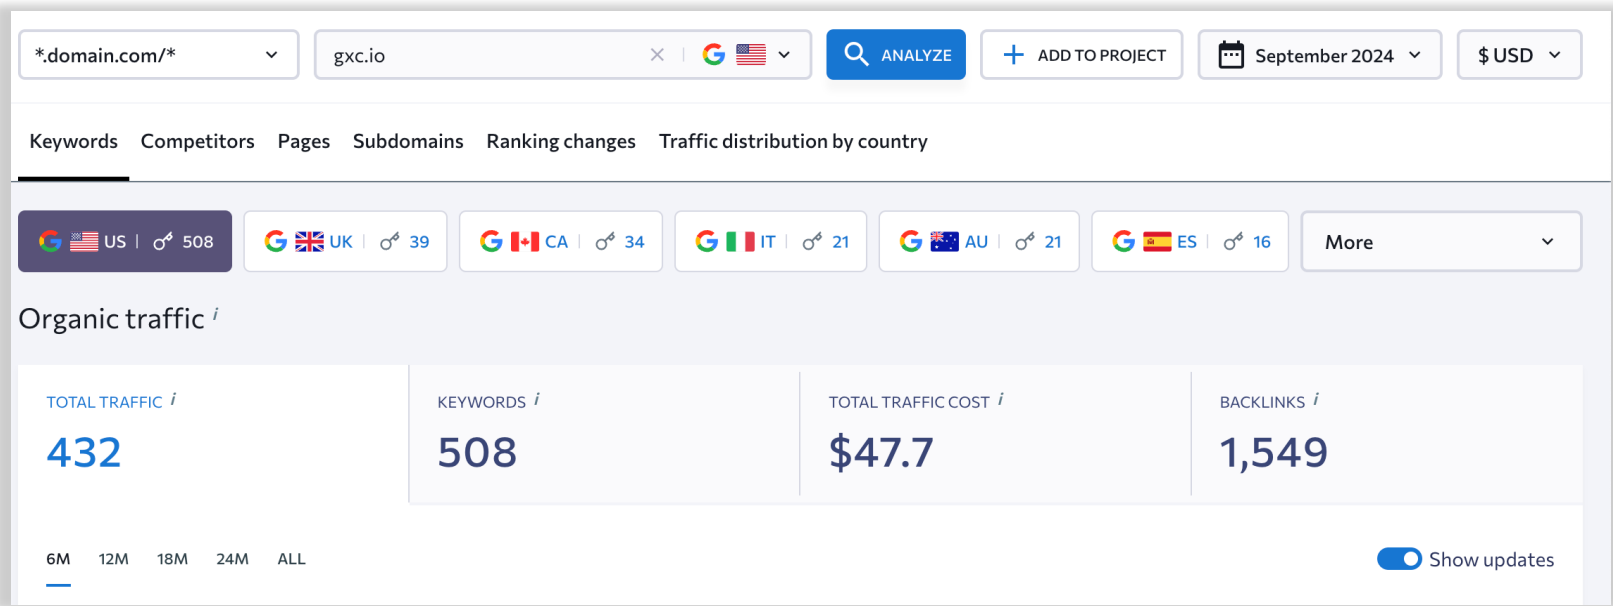 *.domain.com/* gxc.io ANALYZE ADD TO PROJECT September 2024 $ USD
Keywords Competitors Pages Subdomains Ranking changes Traffic distribution by country
US 508 UK 39 CA 34 IT 21 AU 21 ES 16 More
Organic traffic i
TOTAL TRAFFIC i KEYWORDS i TOTAL TRAFFIC COST i BACKLINKS i
432 508 $47.7 1,549
6M 12M 18M 24M ALL Show updates